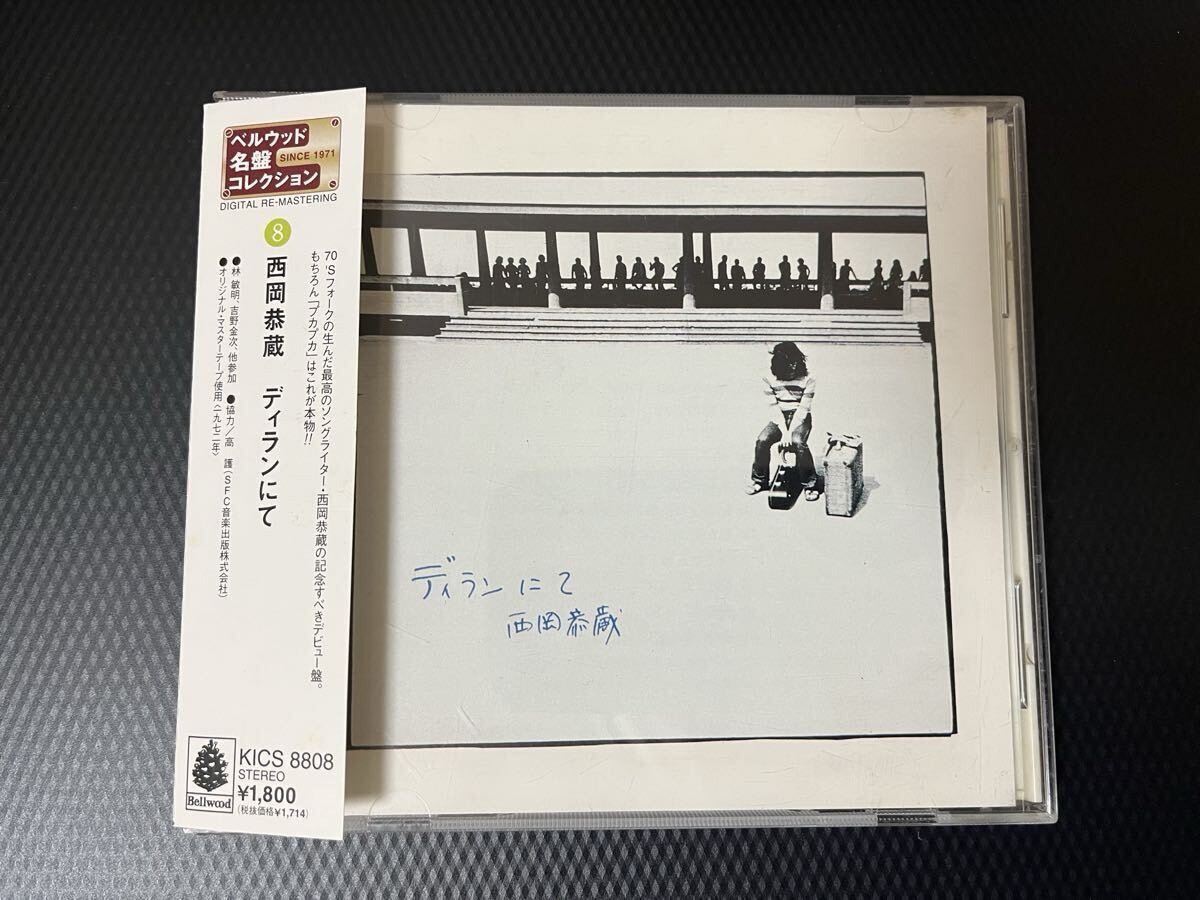 ベルウッド
名盤
SINCE 1971
コレクション
DIGITAL RE-MASTERING
8
70'Sフォークの生んだ最高のソングライター・西岡恭蔵の記念すべきデビュー盤。
もちろん「プカプカ」はこれが本物!!
西岡恭蔵 ディランにて
●林 敏明、吉野金次、他参加 ●協力/高 護(SFC音楽出版株式会社)
●オリジナル・マスターテープ使用〈一九七二年〉
Bellwood
KICS 8808
STEREO
¥1,800
(税抜価格¥1,714)
ディランにて
西岡恭蔵